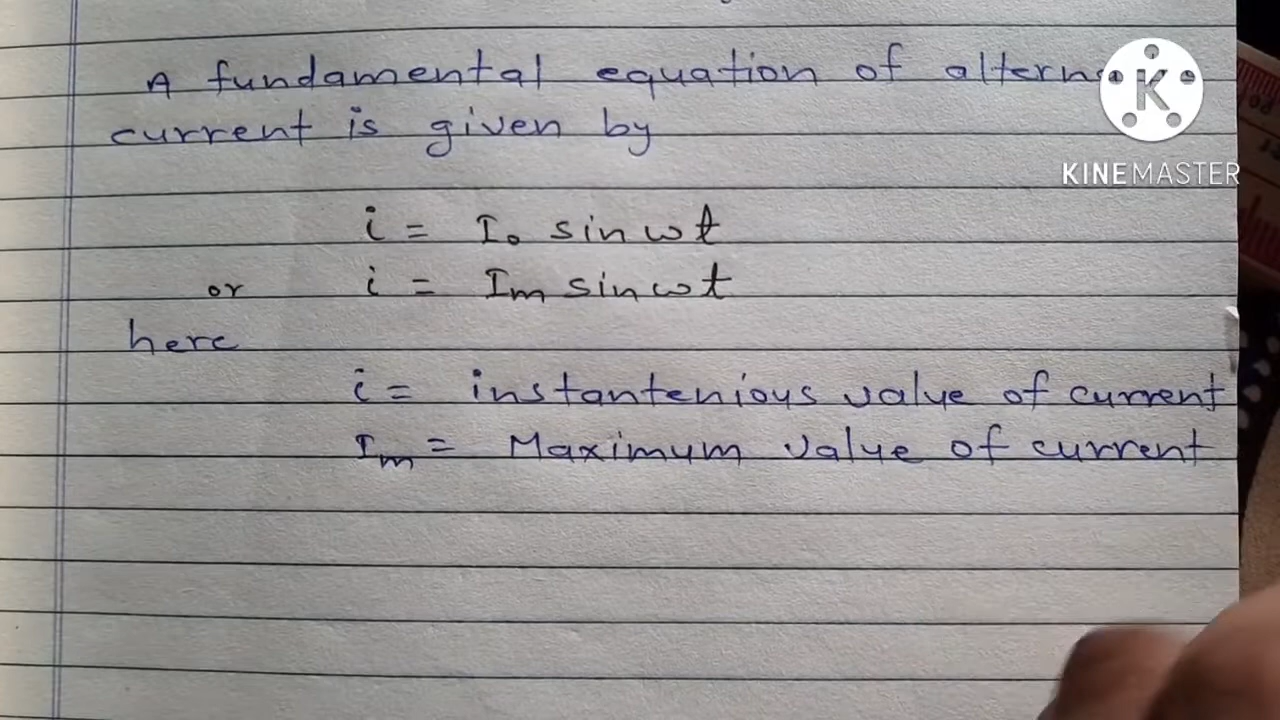 A fundamental equation of altern
current is given by
KINEMASTER
i = I₀ sin ωt
or i = Im sin ωt
here
i = instantenious value of current
Im = Maximum value of current